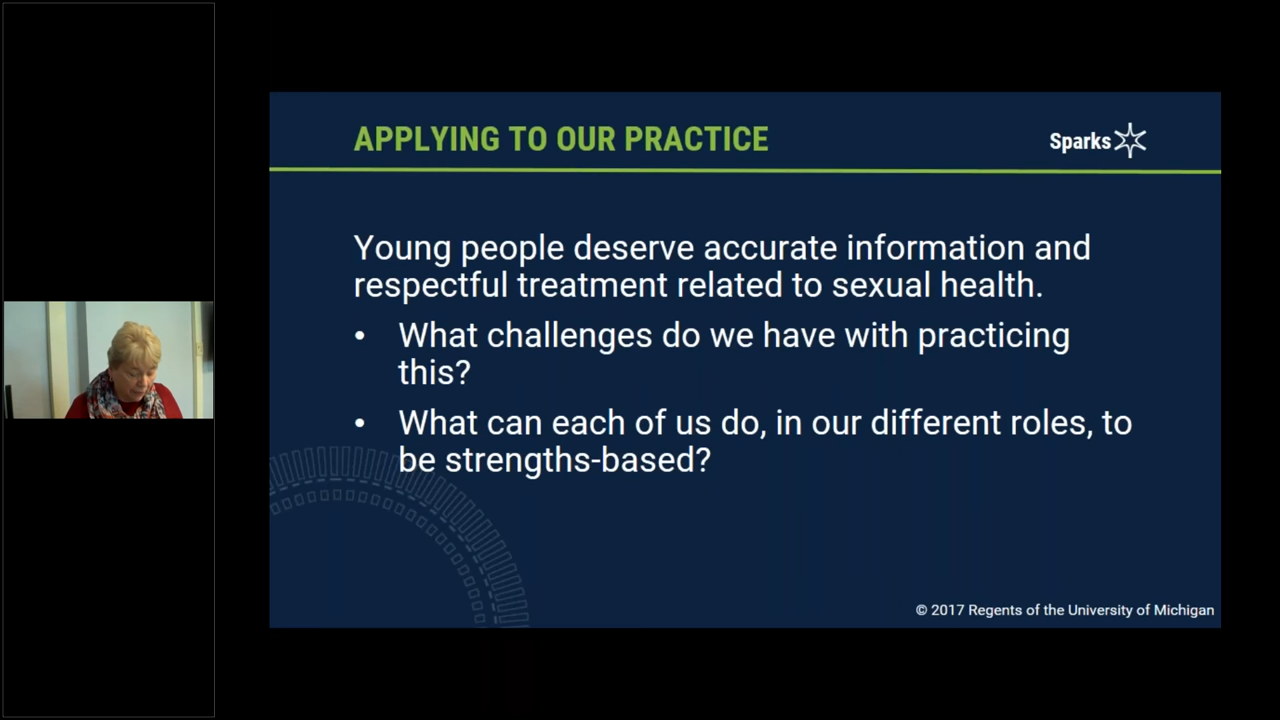 APPLYING TO OUR PRACTICE
Sparks
Young people deserve accurate information and
respectful treatment related to sexual health.
• What challenges do we have with practicing
this?
• What can each of us do, in our different roles, to
be strengths-based?
© 2017 Regents of the University of Michigan